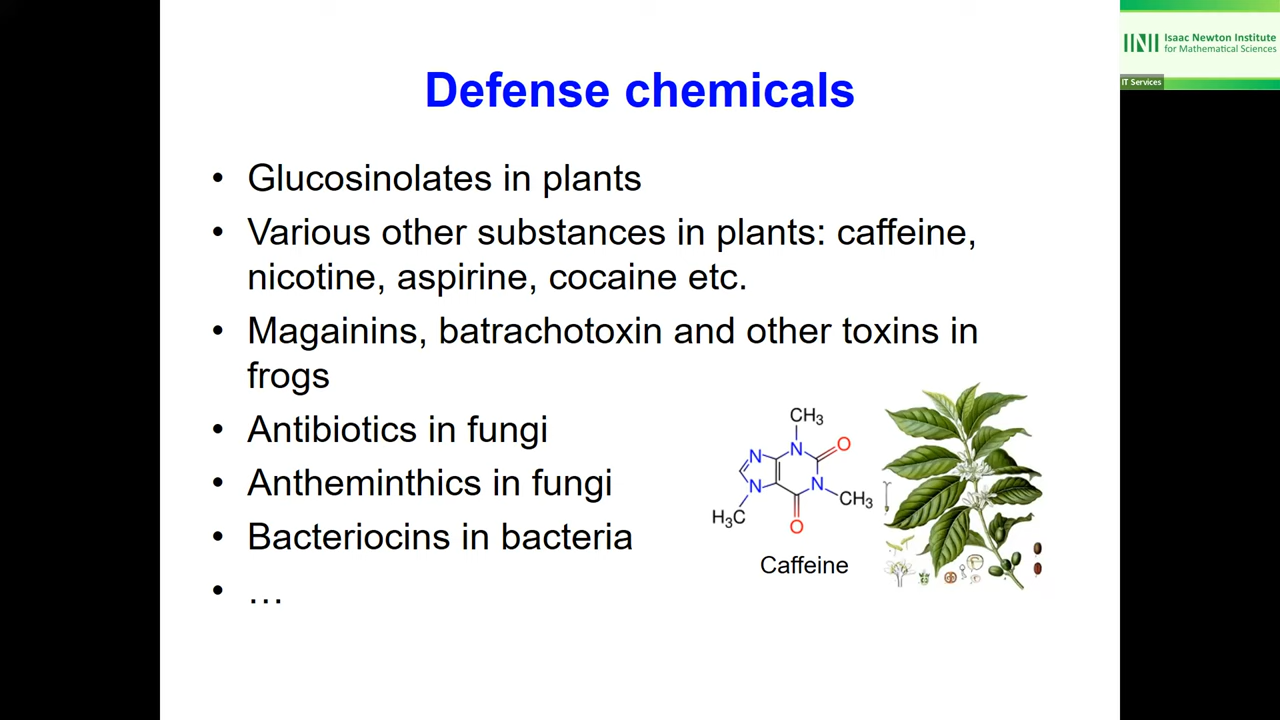 Defense chemicals
• Glucosinolates in plants
• Various other substances in plants: caffeine,
nicotine, aspirine, cocaine etc.
• Magainins, batrachotoxin and other toxins in
frogs
• Antibiotics in fungi
• Antheminthics in fungi
• Bacteriocins in bacteria
• …
CH3
O
N
N
N
N
CH3
H3C
O
Caffeine
Isaac Newton Institute
for Mathematical Sciences
IT Services